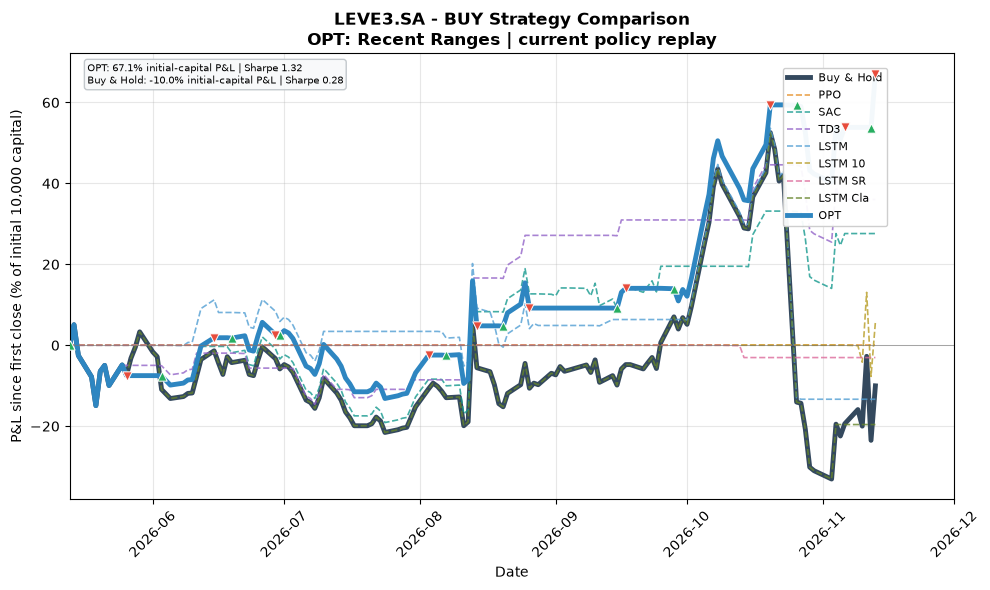 LEVE3.SA - BUY Strategy Comparison
OPT: Recent Ranges | current policy replay
OPT: 67.1% initial-capital P&L | Sharpe 1.32
Buy & Hold: -10.0% initial-capital P&L | Sharpe 0.28
Buy & Hold
PPO
SAC
TD3
LSTM
LSTM 10
LSTM SR
LSTM Cla
OPT
P&L since first close (% of initial 10,000 capital)
60
40
20
0
−20
2026-06
2026-07
2026-08
2026-09
2026-10
2026-11
2026-12
Date